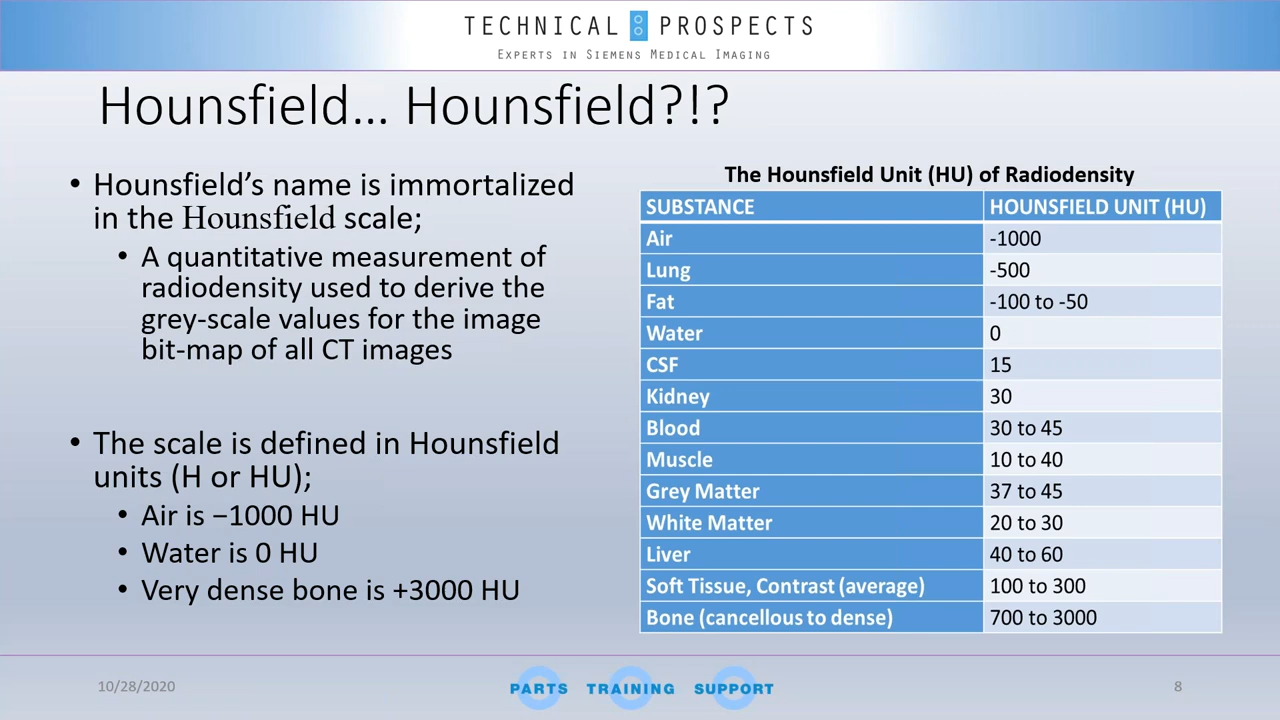 TECHNICAL PROSPECTS
EXPERTS IN SIEMENS MEDICAL IMAGING
Hounsfield... Hounsfield?!?
• Hounsfield's name is immortalized
in the Hounsfield scale;
• A quantitative measurement of
radiodensity used to derive the
grey-scale values for the image
bit-map of all CT images
• The scale is defined in Hounsfield
units (H or HU);
• Air is −1000 HU
• Water is 0 HU
• Very dense bone is +3000 HU
The Hounsfield Unit (HU) of Radiodensity
SUBSTANCE HOUNSFIELD UNIT (HU)
Air -1000
Lung -500
Fat -100 to -50
Water 0
CSF 15
Kidney 30
Blood 30 to 45
Muscle 10 to 40
Grey Matter 37 to 45
White Matter 20 to 30
Liver 40 to 60
Soft Tissue, Contrast (average) 100 to 300
Bone (cancellous to dense) 700 to 3000
10/28/2020
PARTS TRAINING SUPPORT
8